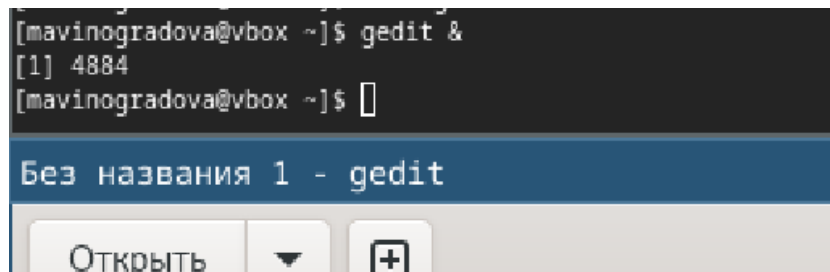 [mavinogradova@vbox ~]$ gedit &
[1] 4884
[mavinogradova@vbox ~]$
Без названия 1 - gedit
Открыть